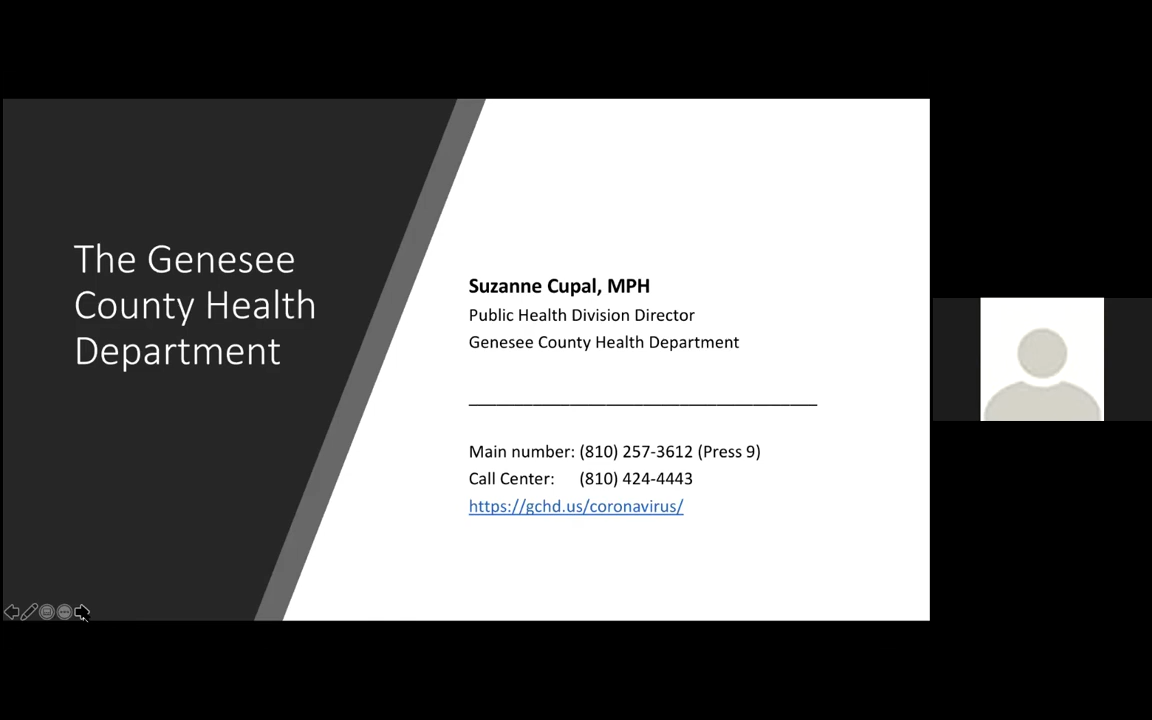 The Genesee
County Health
Department
Suzanne Cupal, MPH
Public Health Division Director
Genesee County Health Department
Main number: (810) 257-3612 (Press 9)
Call Center: (810) 424-4443
https://gchd.us/coronavirus/